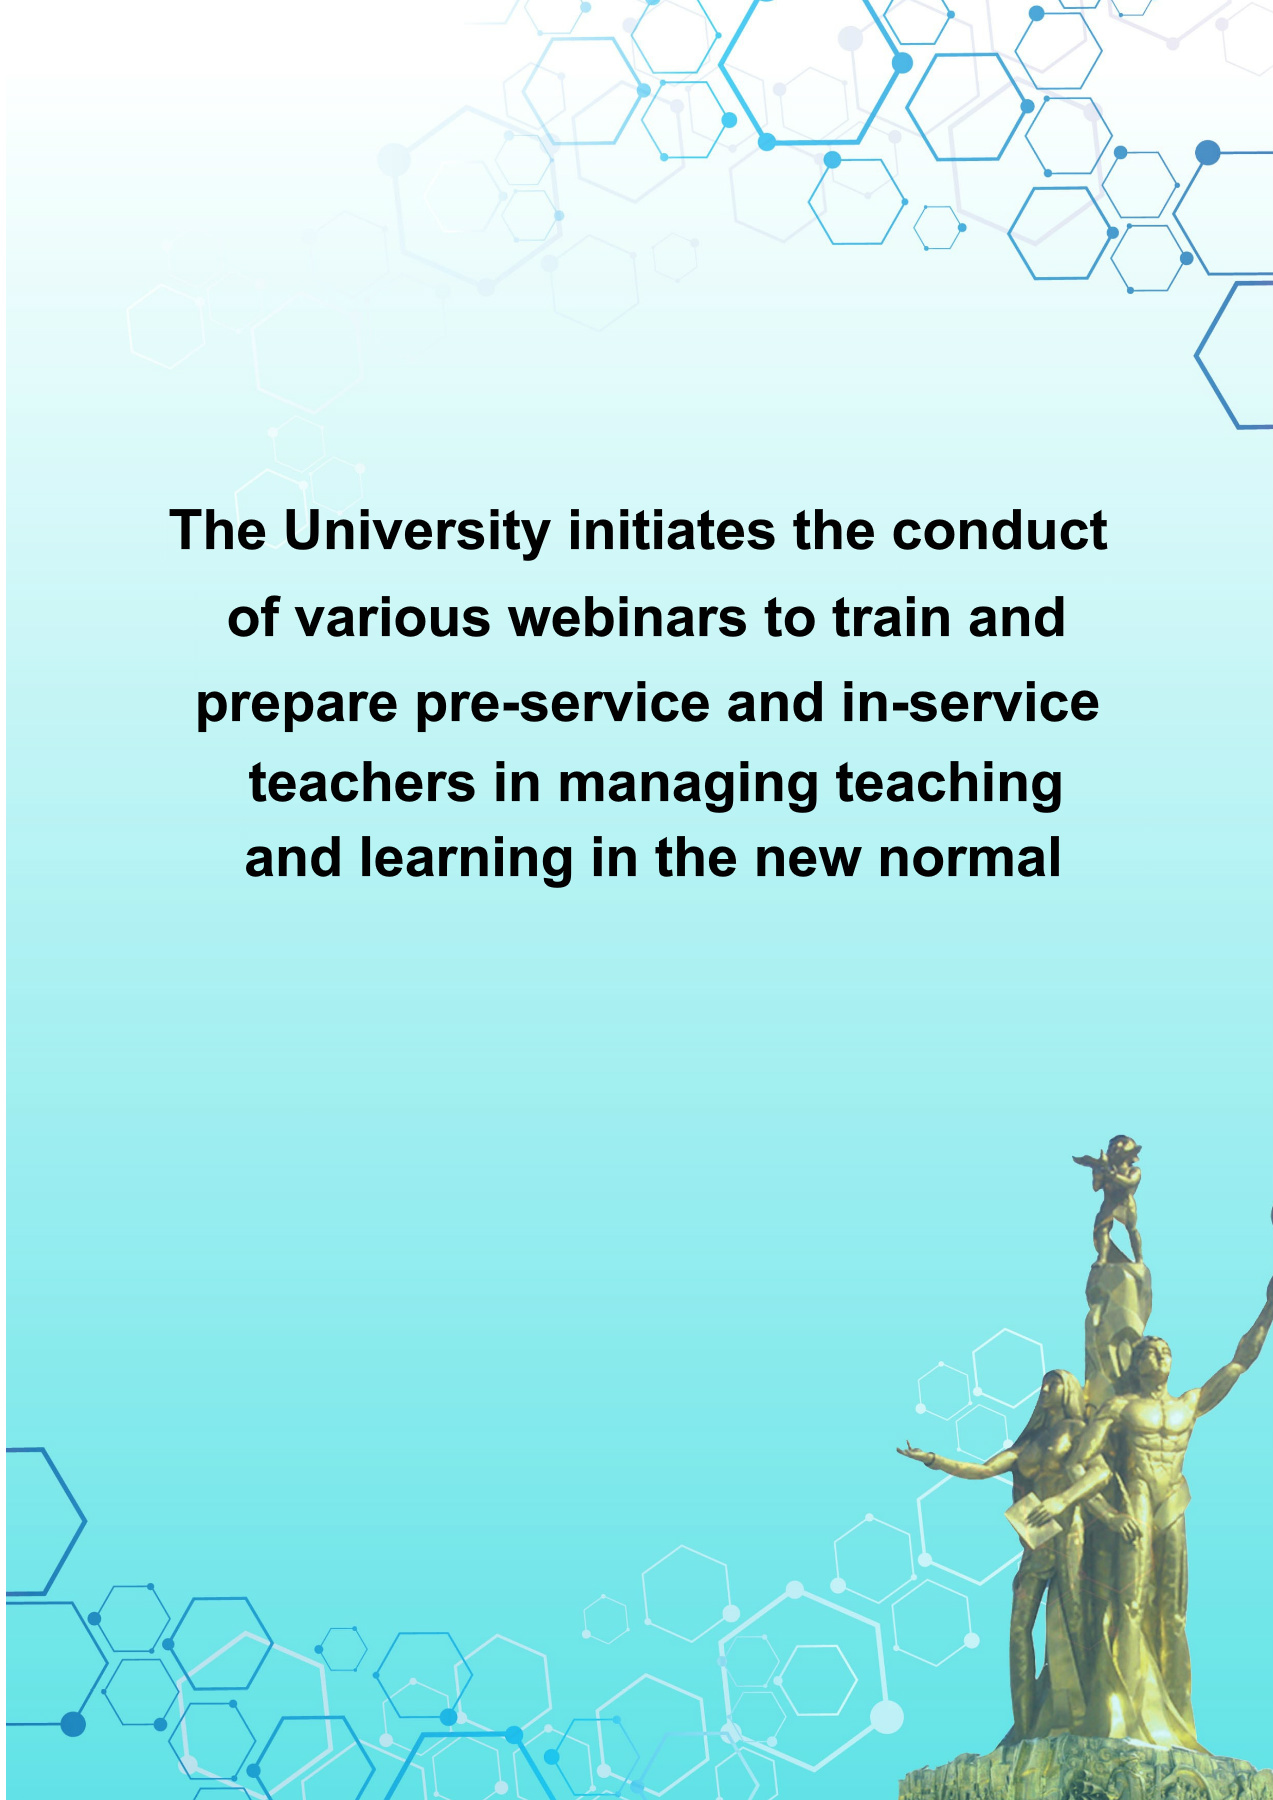 The University initiates the conduct
of various webinars to train and
prepare pre-service and in-service
teachers in managing teaching
and learning in the new normal